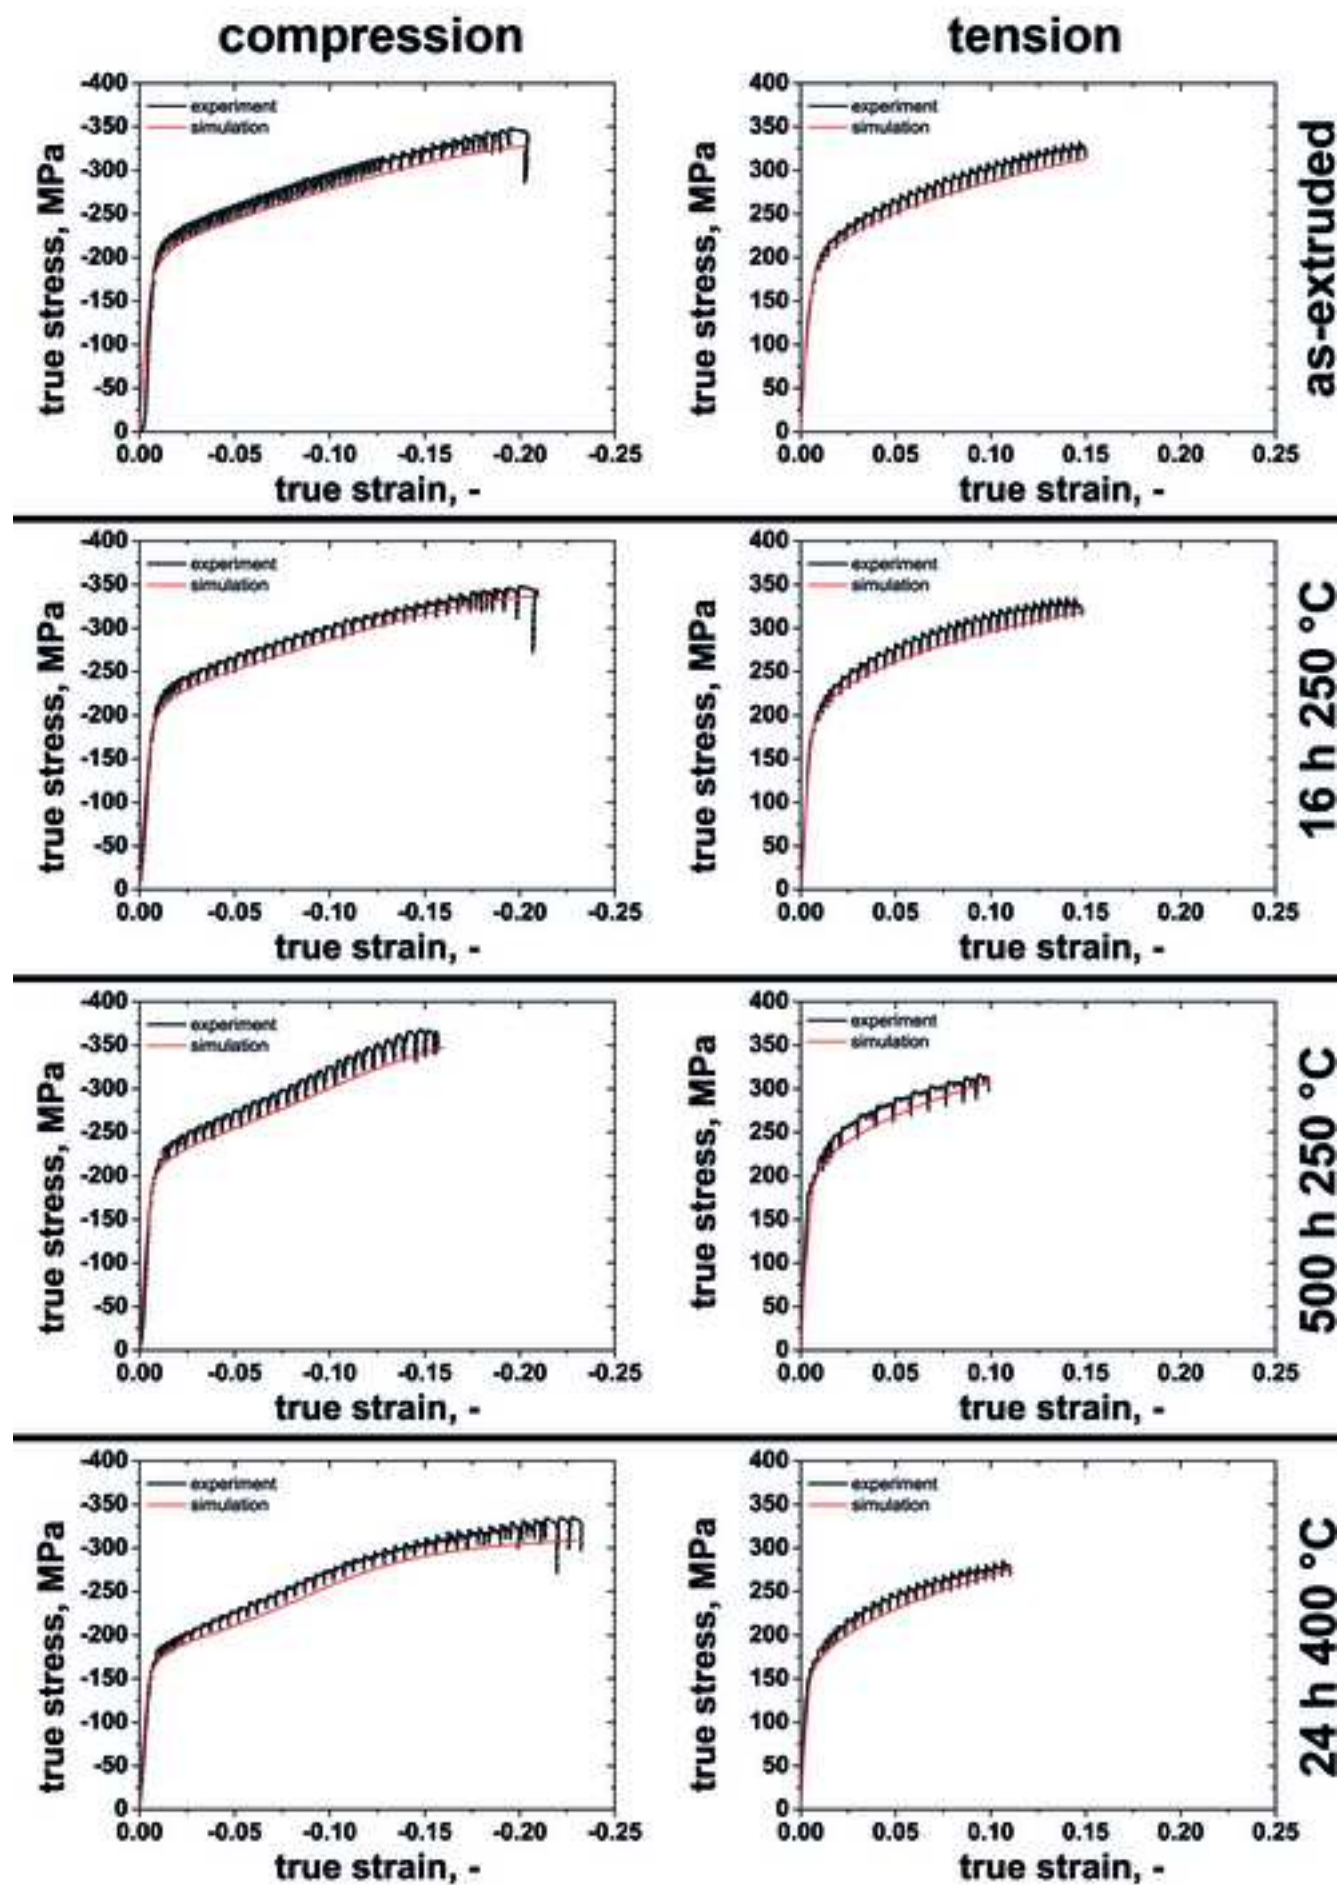 compression
tension
-400
-350
-300
-250
-200
-150
-100
-50
0
true stress, MPa
experiment
simulation
0.00 -0.05 -0.10 -0.15 -0.20 -0.25
true strain, -
400
350
300
250
200
150
100
50
0
true stress, MPa
experiment
simulation
0.00 0.05 0.10 0.15 0.20 0.25
true strain, -
as-extruded
-400
-350
-300
-250
-200
-150
-100
-50
0
true stress, MPa
experiment
simulation
0.00 -0.05 -0.10 -0.15 -0.20 -0.25
true strain, -
400
350
300
250
200
150
100
50
0
true stress, MPa
experiment
simulation
0.00 0.05 0.10 0.15 0.20 0.25
true strain, -
16 h 250 °C
-400
-350
-300
-250
-200
-150
-100
-50
0
true stress, MPa
experiment
simulation
0.00 -0.05 -0.10 -0.15 -0.20 -0.25
true strain, -
400
350
300
250
200
150
100
50
0
true stress, MPa
experiment
simulation
0.00 0.05 0.10 0.15 0.20 0.25
true strain, -
500 h 250 °C
-400
-350
-300
-250
-200
-150
-100
-50
0
true stress, MPa
experiment
simulation
0.00 -0.05 -0.10 -0.15 -0.20 -0.25
true strain, -
400
350
300
250
200
150
100
50
0
true stress, MPa
experiment
simulation
0.00 0.05 0.10 0.15 0.20 0.25
true strain, -
24 h 400 °C